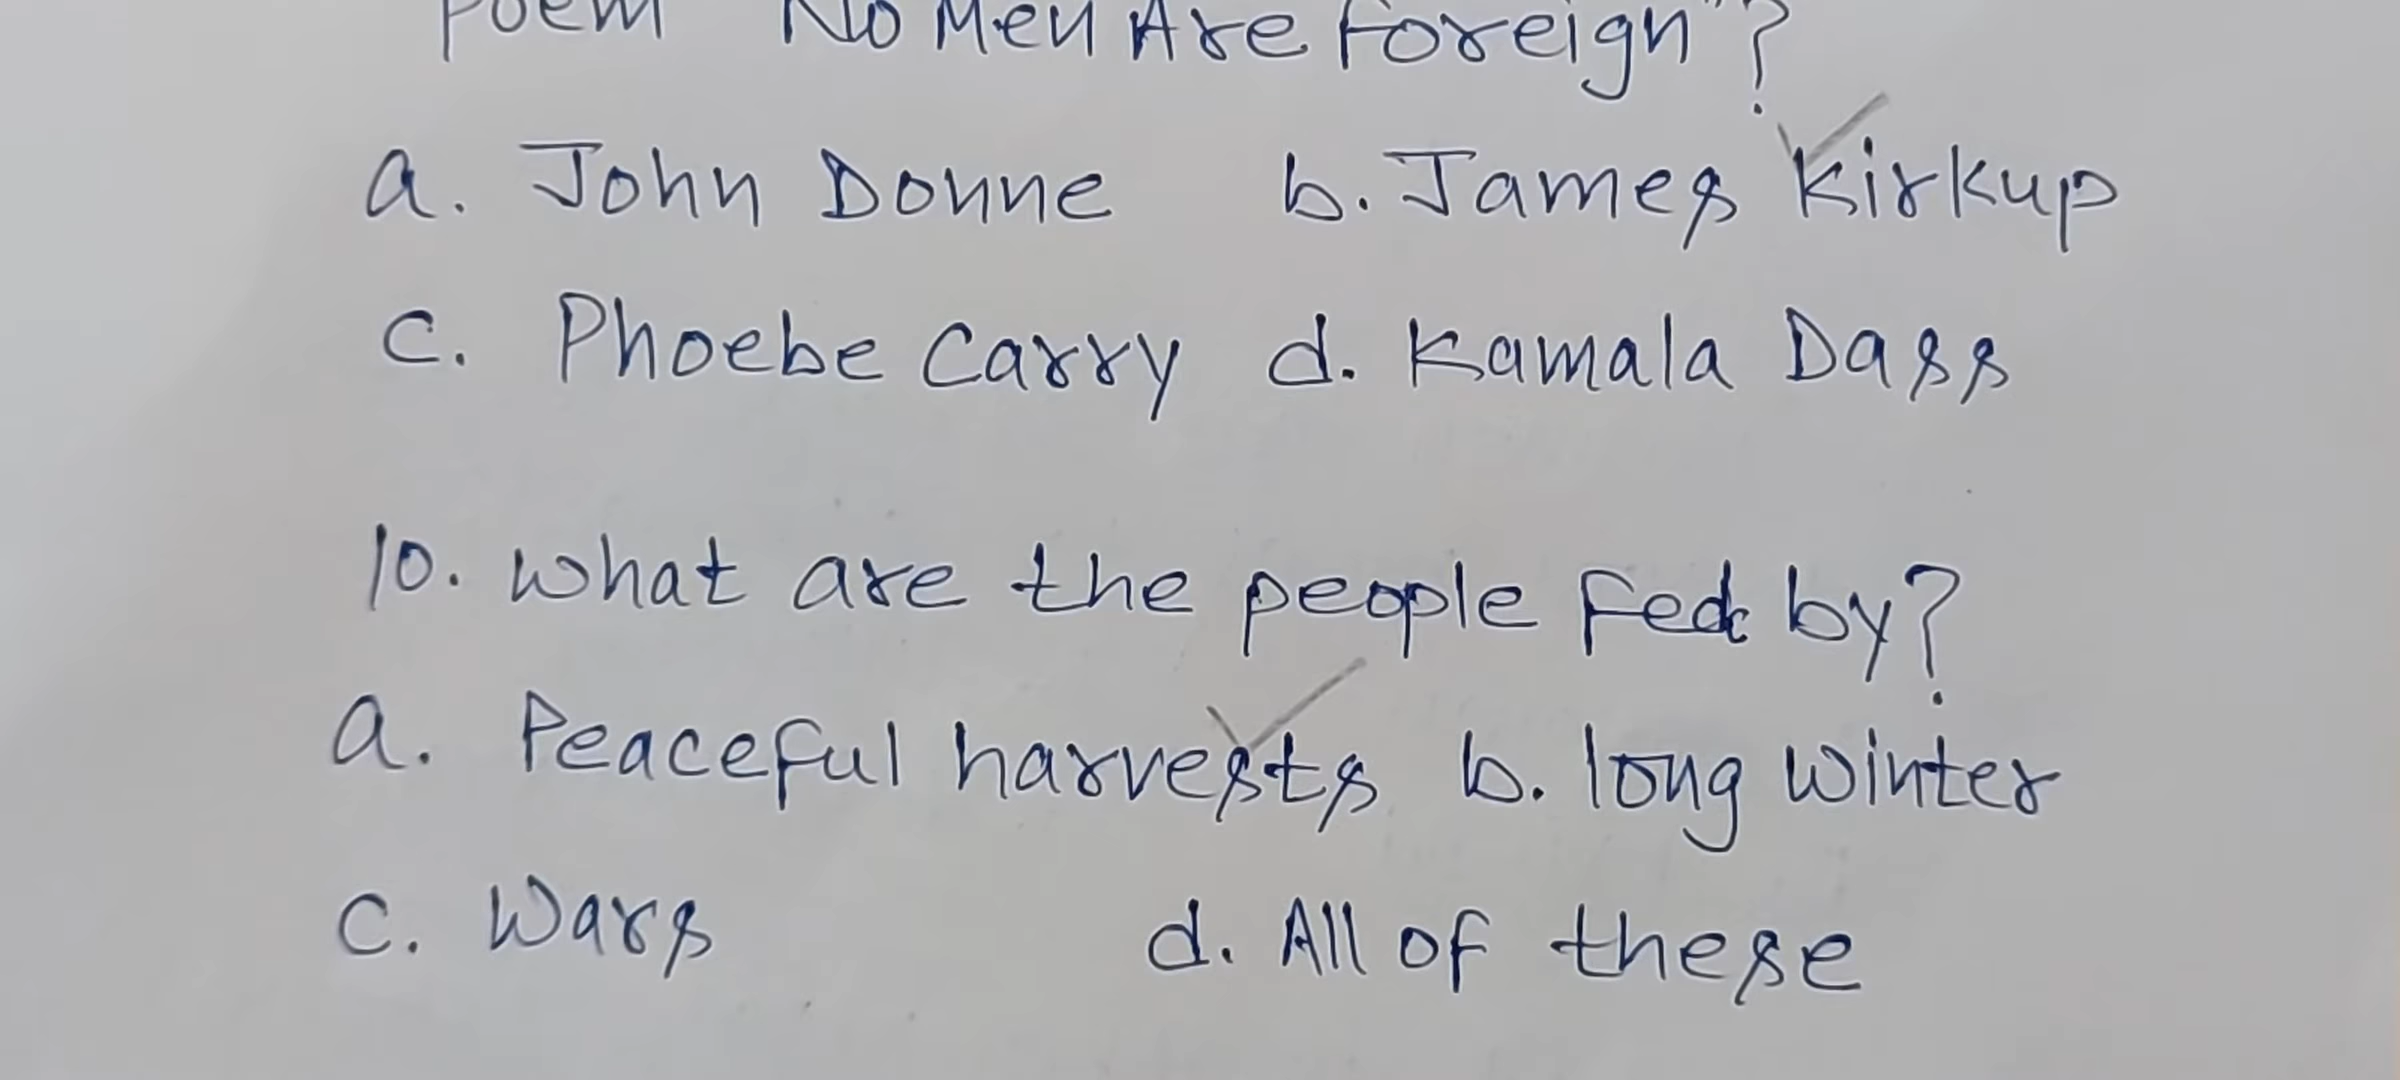 Poem "No Men Are Foreign"?
a. John Donne b. James Kirkup
c. Phoebe Carry d. Kamala Dass
10. What are the people Fed by?
a. Peaceful harvests b. long winter
c. Wars d. All of these